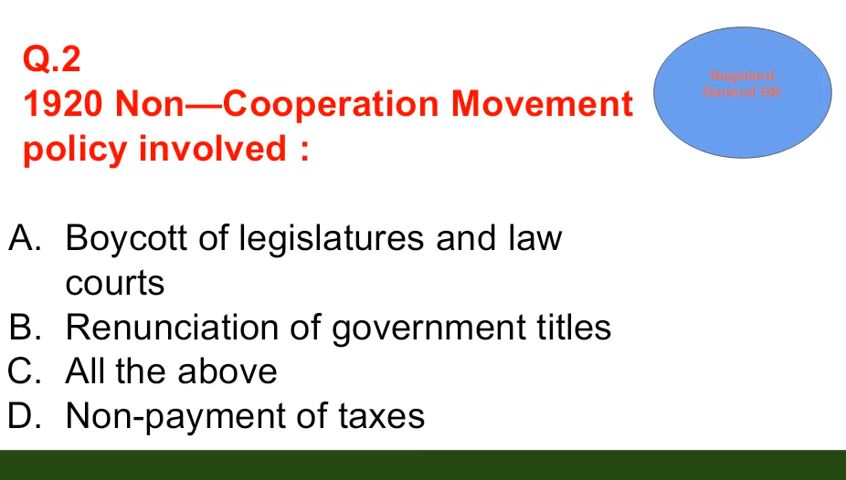 Q.2
1920 Non—Cooperation Movement
policy involved :
Nagalend
General GK
A. Boycott of legislatures and law
courts
B. Renunciation of government titles
C. All the above
D. Non-payment of taxes